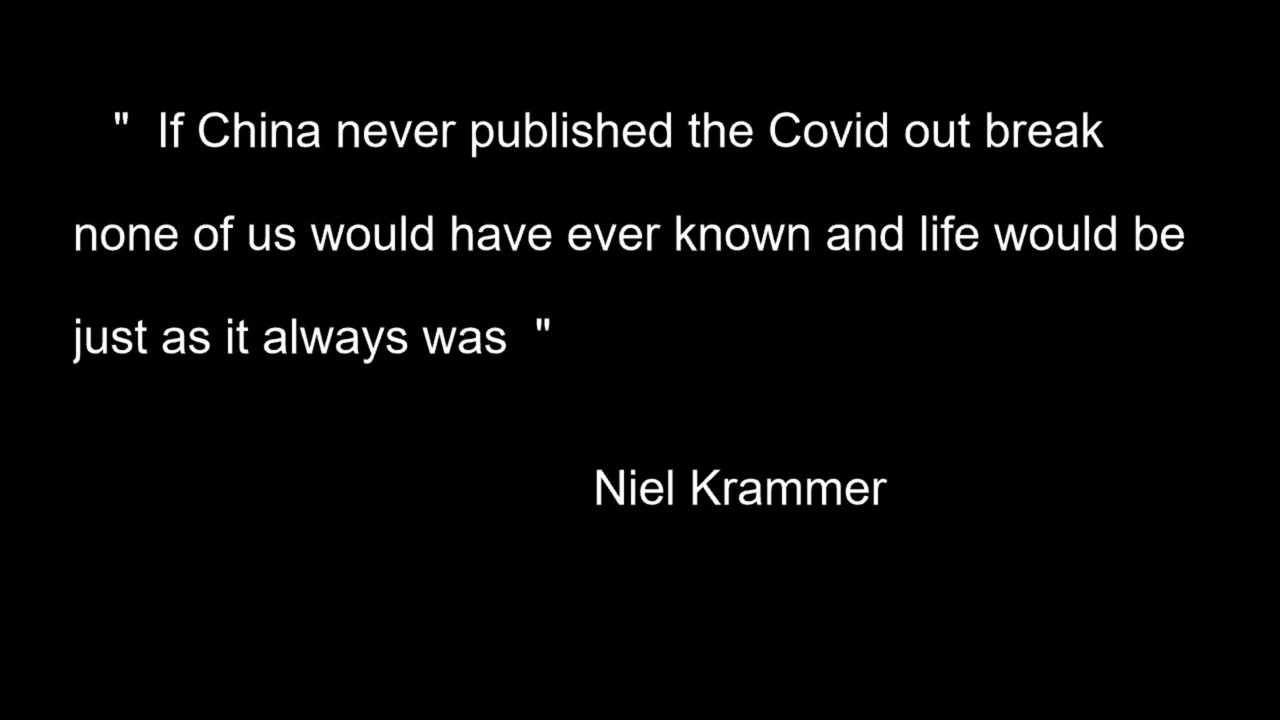 " If China never published the Covid out break
none of us would have ever known and life would be
just as it always was "
Niel Krammer